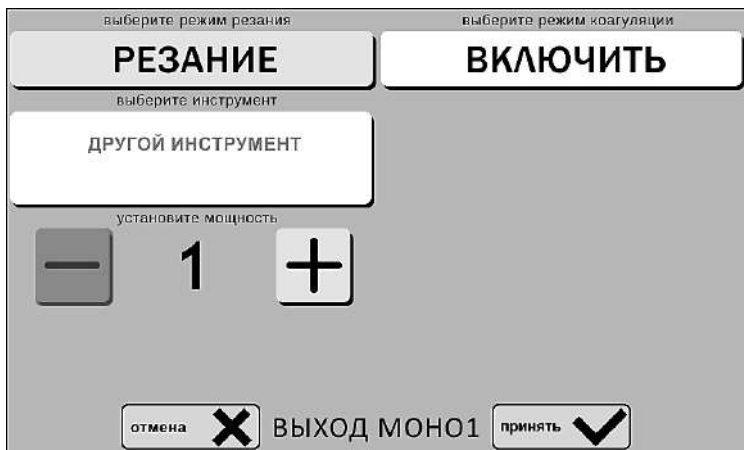 выберите режим резания
выберите режим коагуляции
РЕЗАНИЕ
ВКЛЮЧИТЬ
выберите инструмент
ДРУГОЙ ИНСТРУМЕНТ
установите мощность
— 1 +
отмена ВЫХОД МОНО1 принять